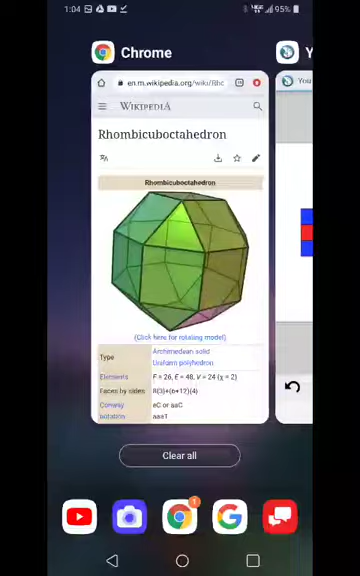 1:04
95%
Chrome
Y
en.m.wikipedia.org/wiki/Rhc
WIKIPEDIA
You
Rhombicuboctahedron
Rhombicuboctahedron
(Click here for rotating model)
Type
Archimedean solid
Uniform polyhedron
Elements
F = 26, E = 48, V = 24 (χ = 2)
Faces by sides
8{3}+(6+12){4}
Conway
notation
eC or aaC
aaaT
Clear all
1
G